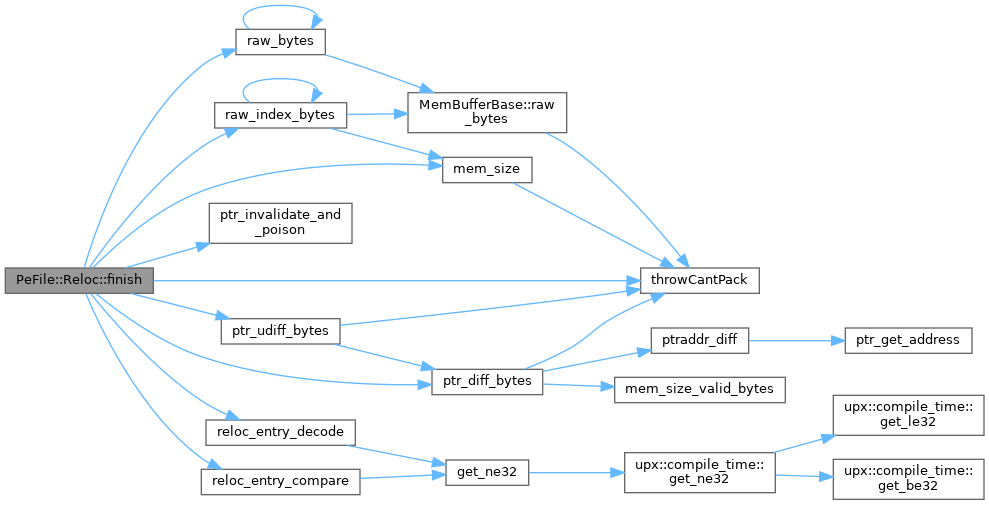 raw_bytes
MemBufferBase::raw
_bytes
raw_index_bytes
mem_size
ptr_invalidate_and
_poison
PeFile::Reloc::finish
throwCantPack
ptr_udiff_bytes
ptraddr_diff
ptr_get_address
ptr_diff_bytes
mem_size_valid_bytes
reloc_entry_decode
upx::compile_time::
get_le32
get_ne32
upx::compile_time::
get_ne32
reloc_entry_compare
upx::compile_time::
get_be32